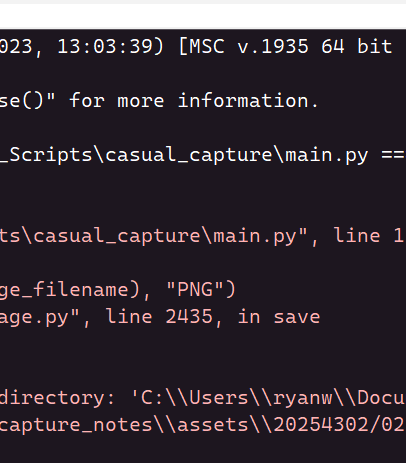 023, 13:03:39) [MSC v.1935 64 bit
se()" for more information.
_Scripts\casual_capture\main.py ==
ts\casual_capture\main.py", line 1
ge_filename), "PNG")
age.py", line 2435, in save
directory: 'C:\\Users\\ryanw\\Docu
capture_notes\\assets\\20254302/02